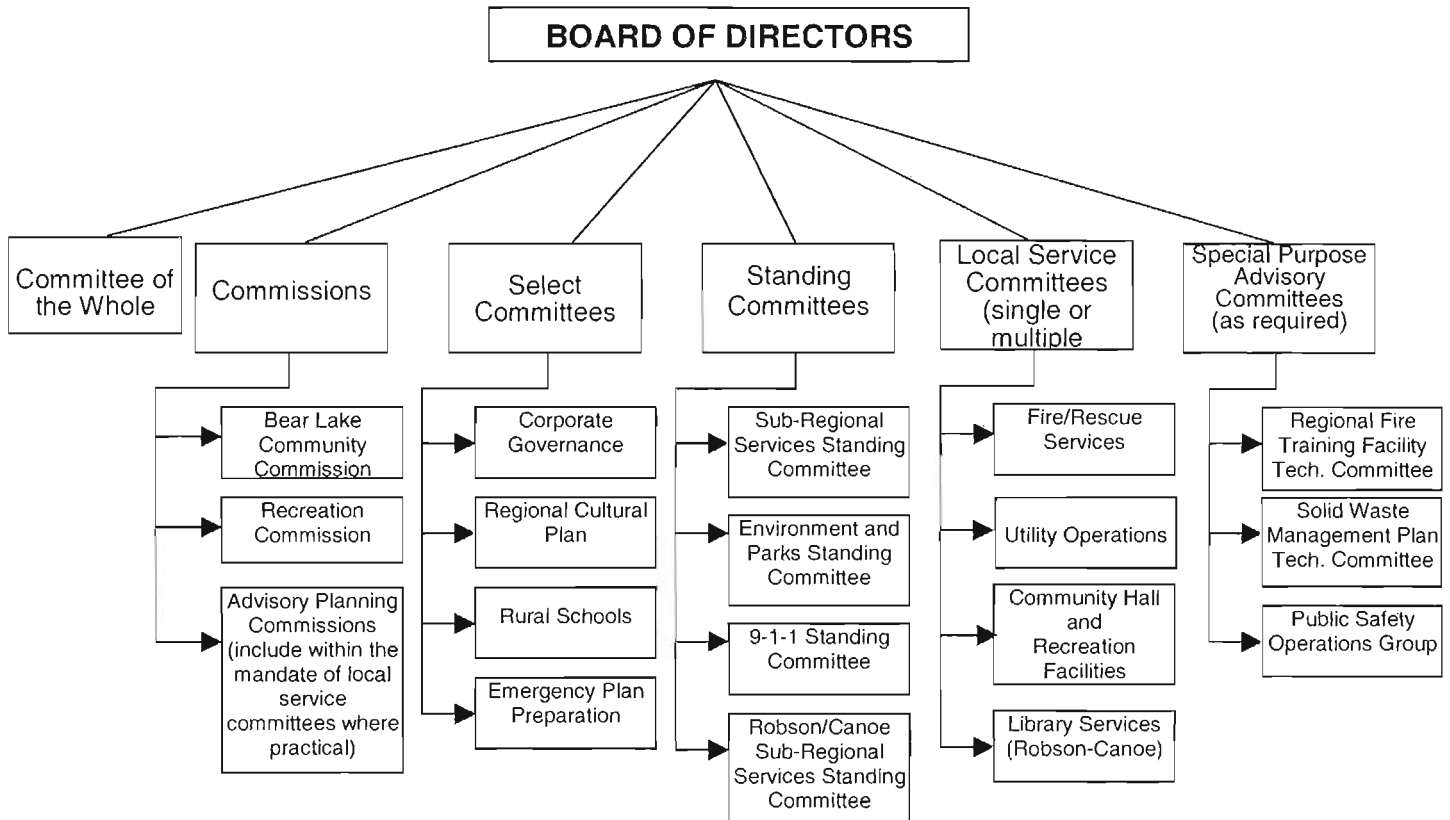 BOARD OF DIRECTORS
Committee of
the Whole
Commissions
Select
Committees
Standing
Committees
Local Service
Committees
(single or
multiple
Special Purpose
Advisory
Committees
(as required)
Bear Lake
Community
Commission
Recreation
Commission
Advisory Planning
Commissions
(include within the
mandate of local
service
committees where
practical)
Corporate
Governance
Regional Cultural
Plan
Rural Schools
Emergency Plan
Preparation
Sub-Regional
Services Standing
Committee
Environment and
Parks Standing
Committee
9-1-1 Standing
Committee
Robson/Canoe
Sub-Regional
Services Standing
Committee
Fire/Rescue
Services
Utility Operations
Community Hall
and
Recreation
Facilities
Library Services
(Robson-Canoe)
Regional Fire
Training Facility
Tech. Committee
Solid Waste
Management Plan
Tech. Committee
Public Safety
Operations Group